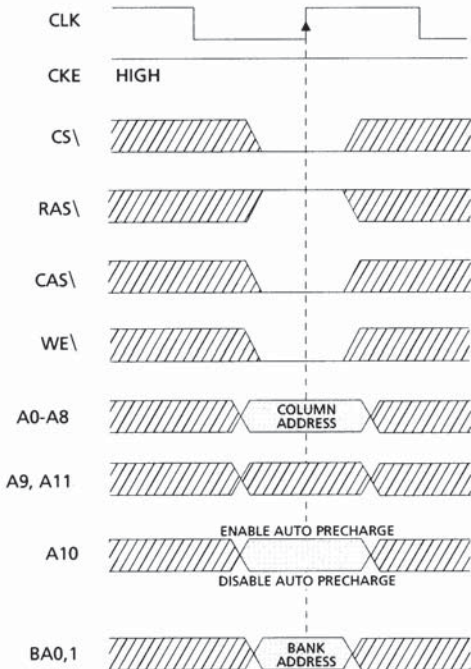 CLK
CKE HIGH
CS\
RAS\
CAS\
WE\
A0-A8 COLUMN
ADDRESS
A9, A11
ENABLE AUTO PRECHARGE
A10
DISABLE AUTO PRECHARGE
BA0,1 BANK
ADDRESS